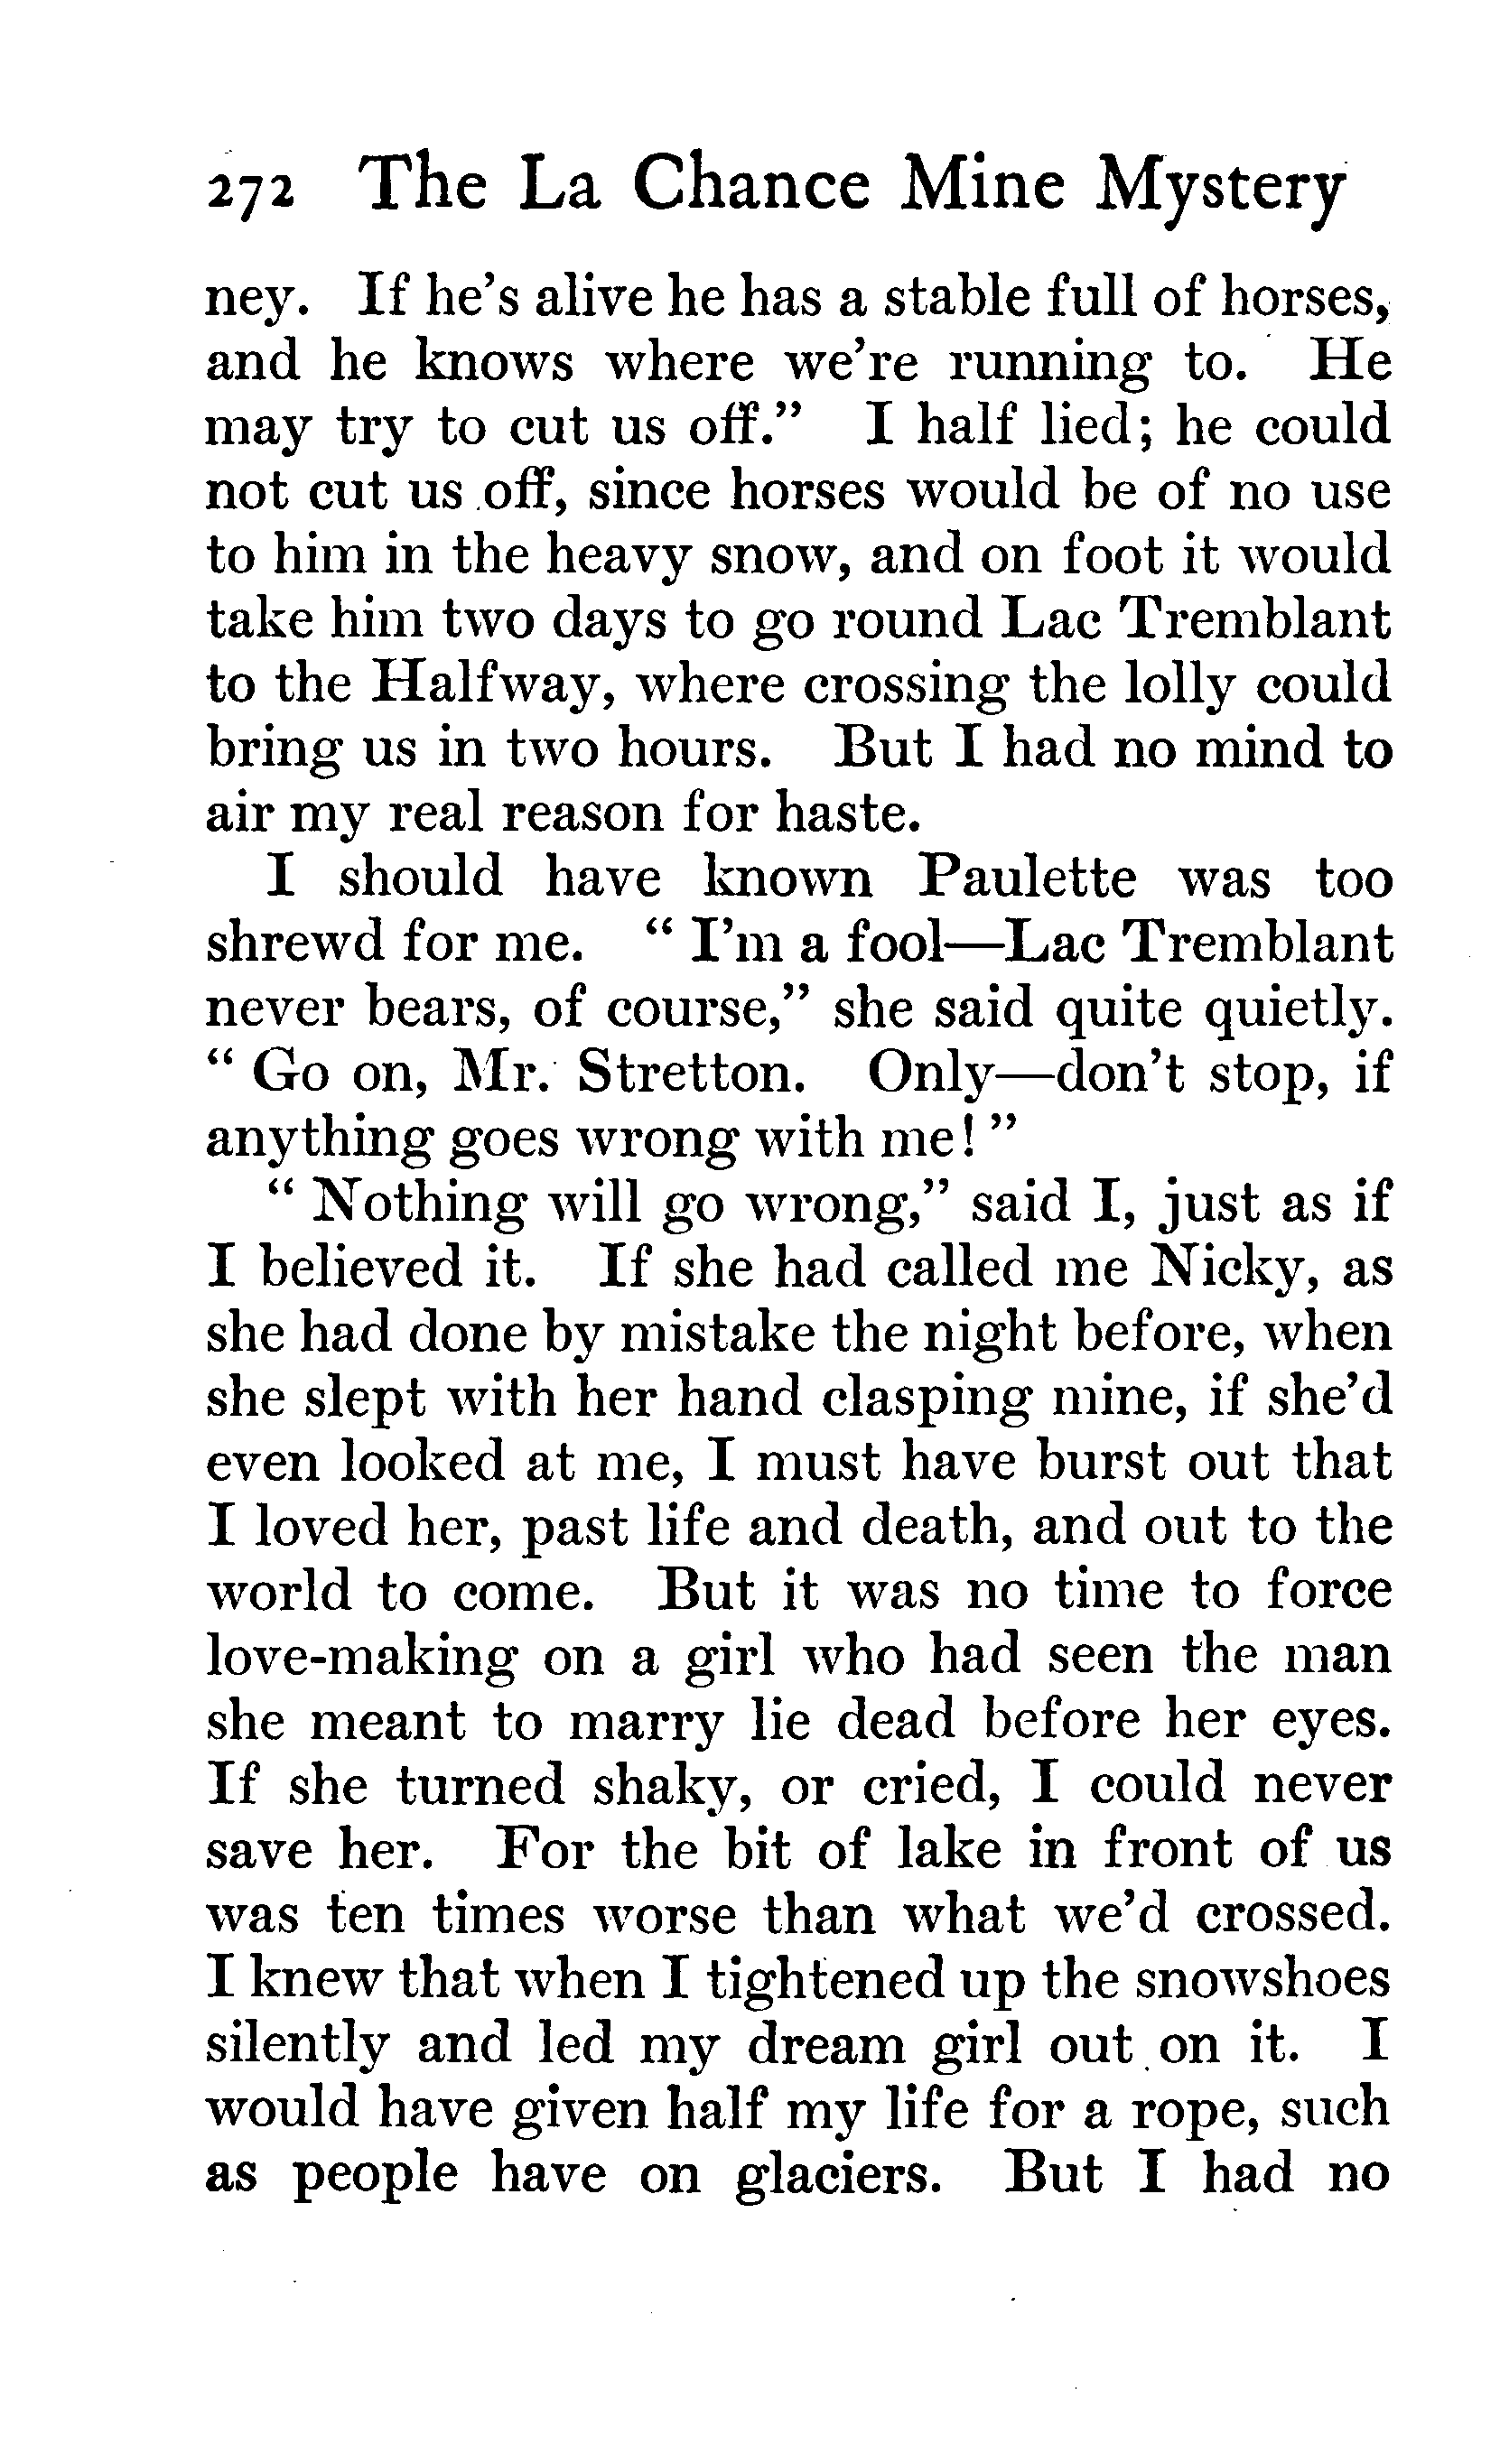 272 The La Chance Mine Mystery
ney. If he's alive he has a stable full of horses,
and he knows where we're running to. He
may try to cut us off." I half lied; he could
not cut us off, since horses would be of no use
to him in the heavy snow, and on foot it would
take him two days to go round Lac Tremblant
to the Halfway, where crossing the lolly could
bring us in two hours. But I had no mind to
air my real reason for haste.
I should have known Paulette was too
shrewd for me. "I'm a fool—Lac Tremblant
never bears, of course," she said quite quietly.
"Go on, Mr. Stretton. Only—don't stop, if
anything goes wrong with me!"
"Nothing will go wrong," said I, just as if
I believed it. If she had called me Nicky, as
she had done by mistake the night before, when
she slept with her hand clasping mine, if she'd
even looked at me, I must have burst out that
I loved her, past life and death, and out to the
world to come. But it was no time to force
love-making on a girl who had seen the man
she meant to marry lie dead before her eyes.
If she turned shaky, or cried, I could never
save her. For the bit of lake in front of us
was ten times worse than what we'd crossed.
I knew that when I tightened up the snowshoes
silently and led my dream girl out on it. I
would have given half my life for a rope, such
as people have on glaciers. But I had no